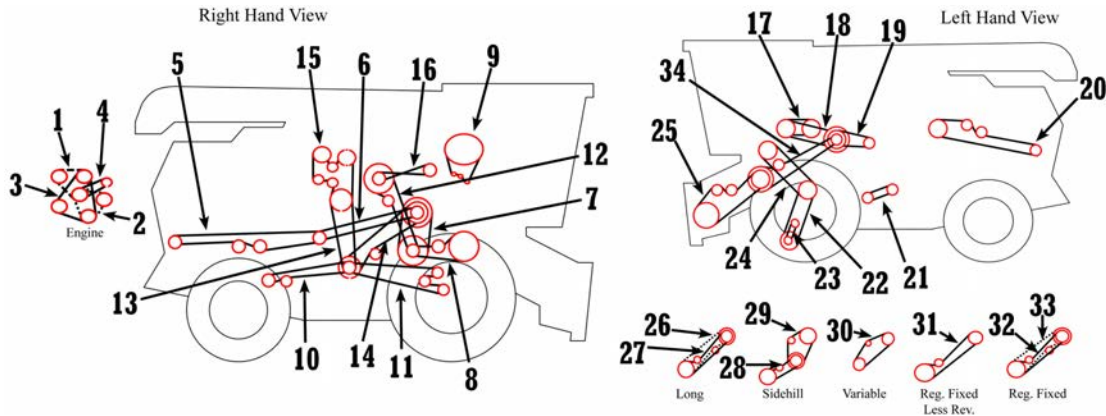 Right Hand View
Left Hand View
17 18 19
5 15 6 16 9
34
20
1 4
25
12
3
2
7
Engine
24 23 22 21
13
10 14 11 8
26 29 30 31 32 33
27
28
Long Sidehill Variable Reg. Fixed Reg. Fixed
Less Rev.